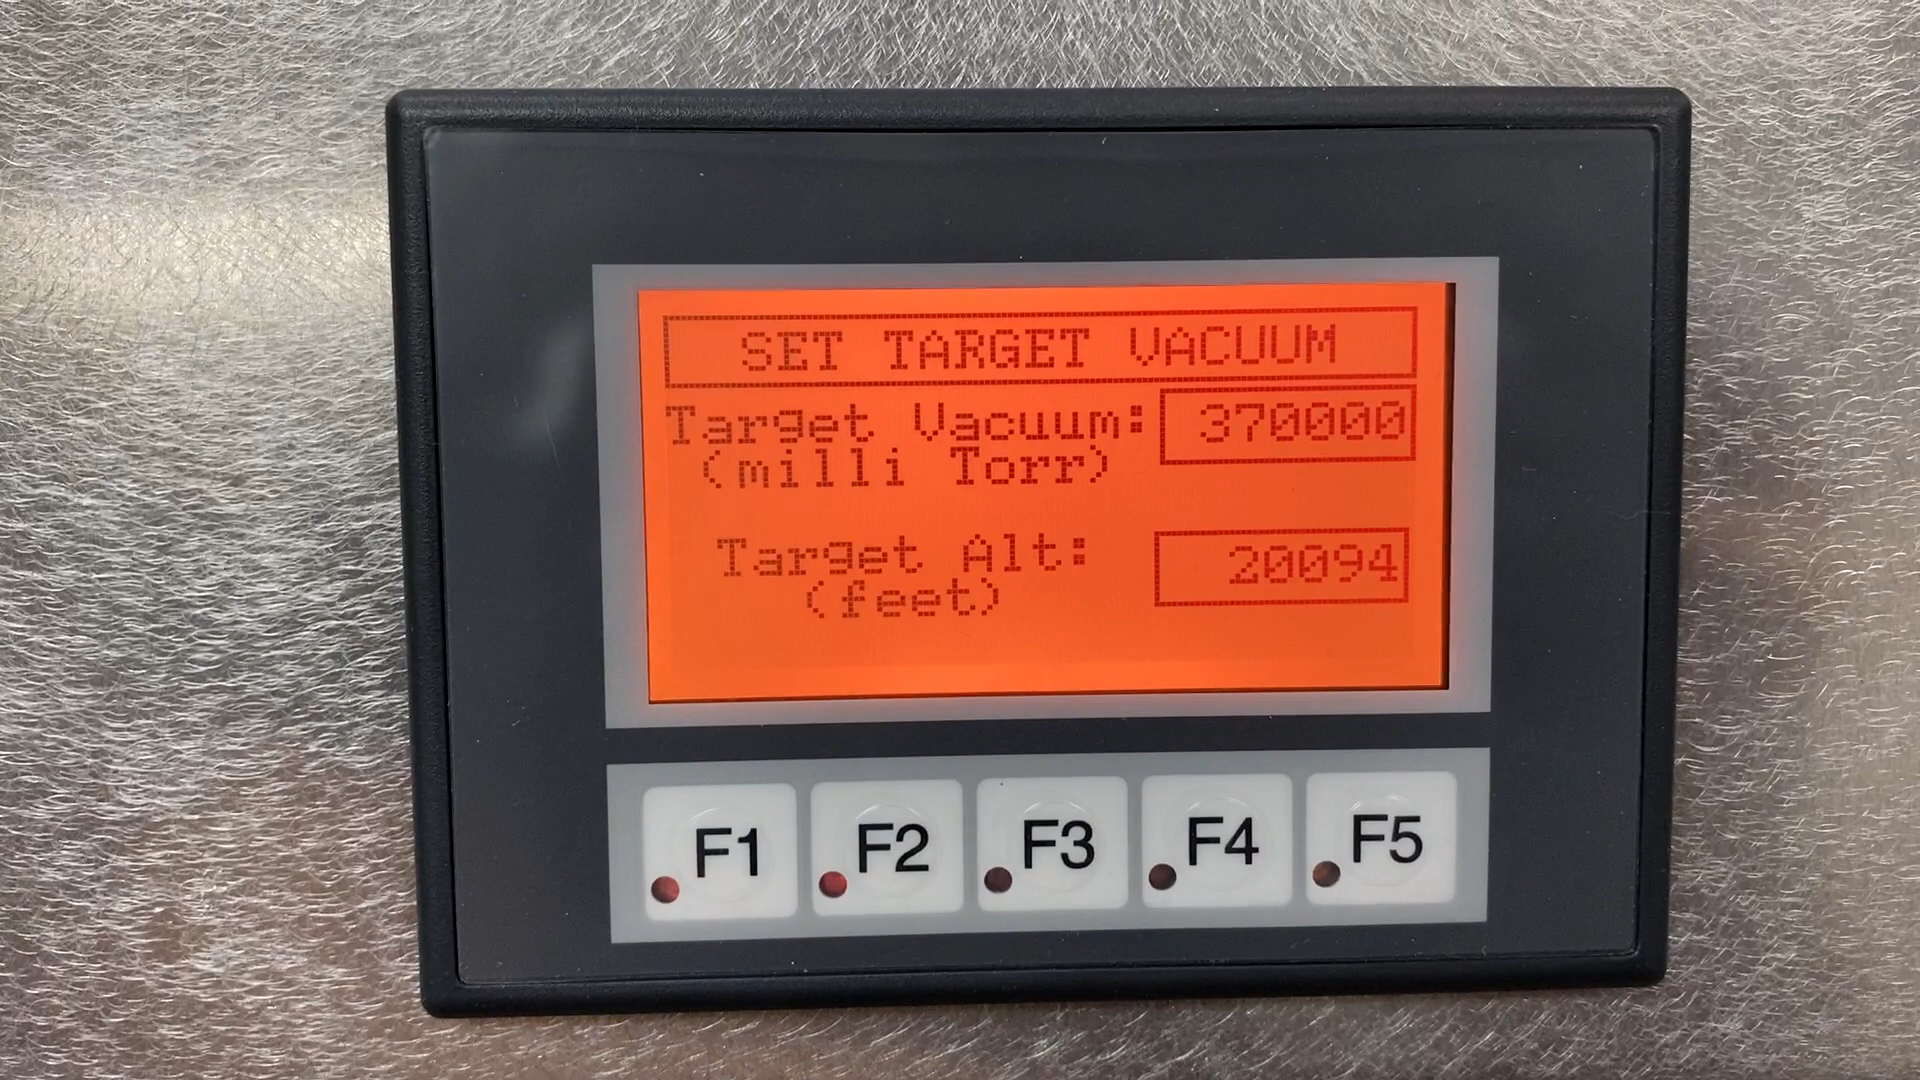 SET TARGET VACUUM
Target Vacuum: 370000
(milli Torr)
Target Alt: 20094
(feet)
F1 F2 F3 F4 F5